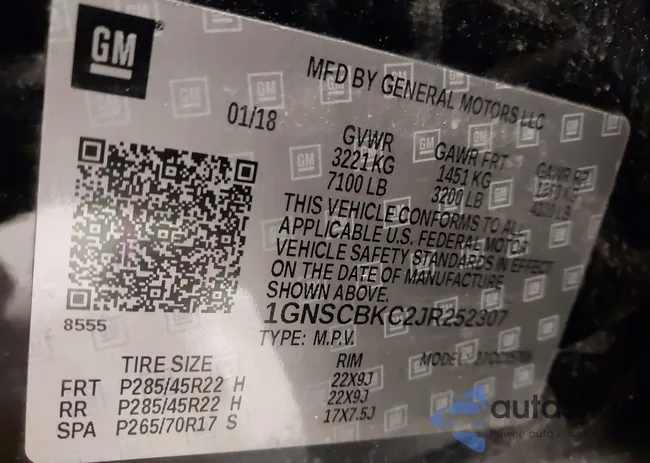 GM
MFD BY GENERAL MOTORS LLC
01/18
GVWR GAWR FRT GAWR RR
3221 KG 1451 KG
7100 LB 3200 LB
THIS VEHICLE CONFORMS TO ALL
APPLICABLE U.S. FEDERAL MOTOR
VEHICLE SAFETY STANDARDS IN EFFECT
ON THE DATE OF MANUFACTURE
SHOWN ABOVE.
1GNSCBKC2JR252307
8555
TYPE: M.P.V.
TIRE SIZE RIM MODEL:
FRT P285/45R22 H 22X9J
RR P285/45R22 H 22X9J
SPA P265/70R17 S 17X7.5J